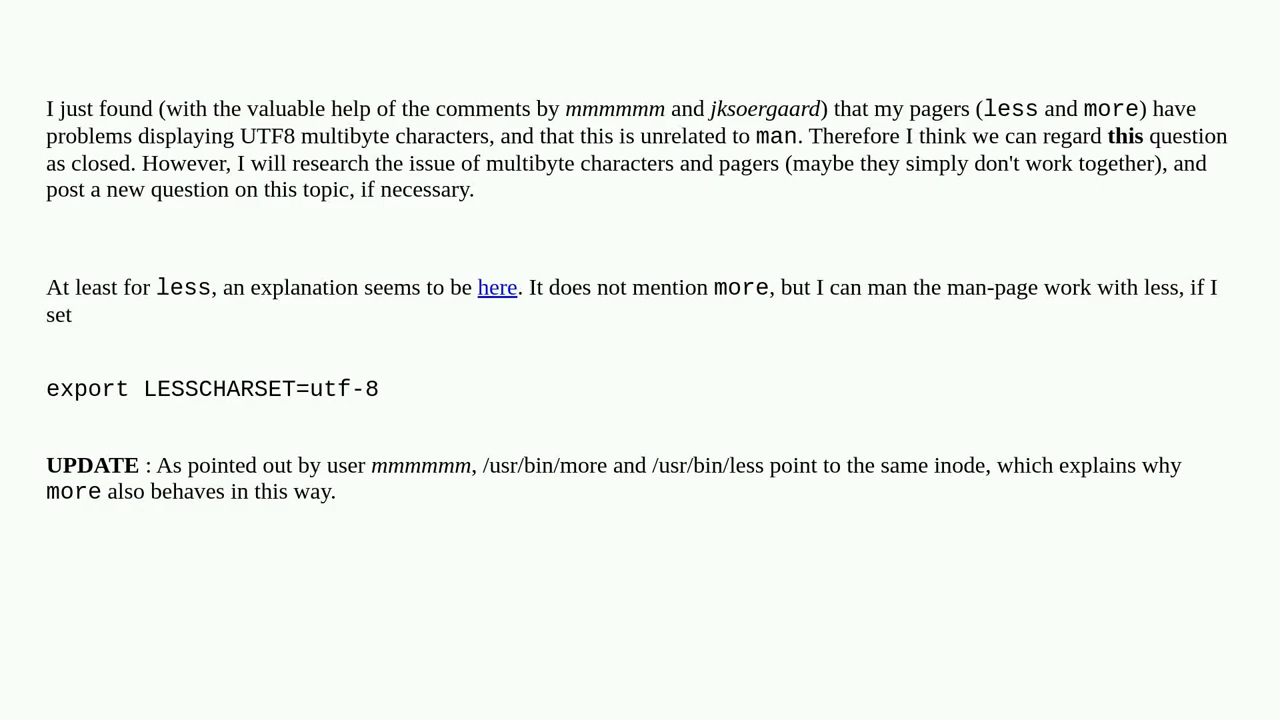 I just found (with the valuable help of the comments by mmmmmm and jksoergaard) that my pagers (less and more) have
problems displaying UTF8 multibyte characters, and that this is unrelated to man. Therefore I think we can regard this question
as closed. However, I will research the issue of multibyte characters and pagers (maybe they simply don't work together), and
post a new question on this topic, if necessary.
At least for less, an explanation seems to be here. It does not mention more, but I can man the man-page work with less, if I
set
export LESSCHARSET=utf-8
UPDATE : As pointed out by user mmmmmm, /usr/bin/more and /usr/bin/less point to the same inode, which explains why
more also behaves in this way.